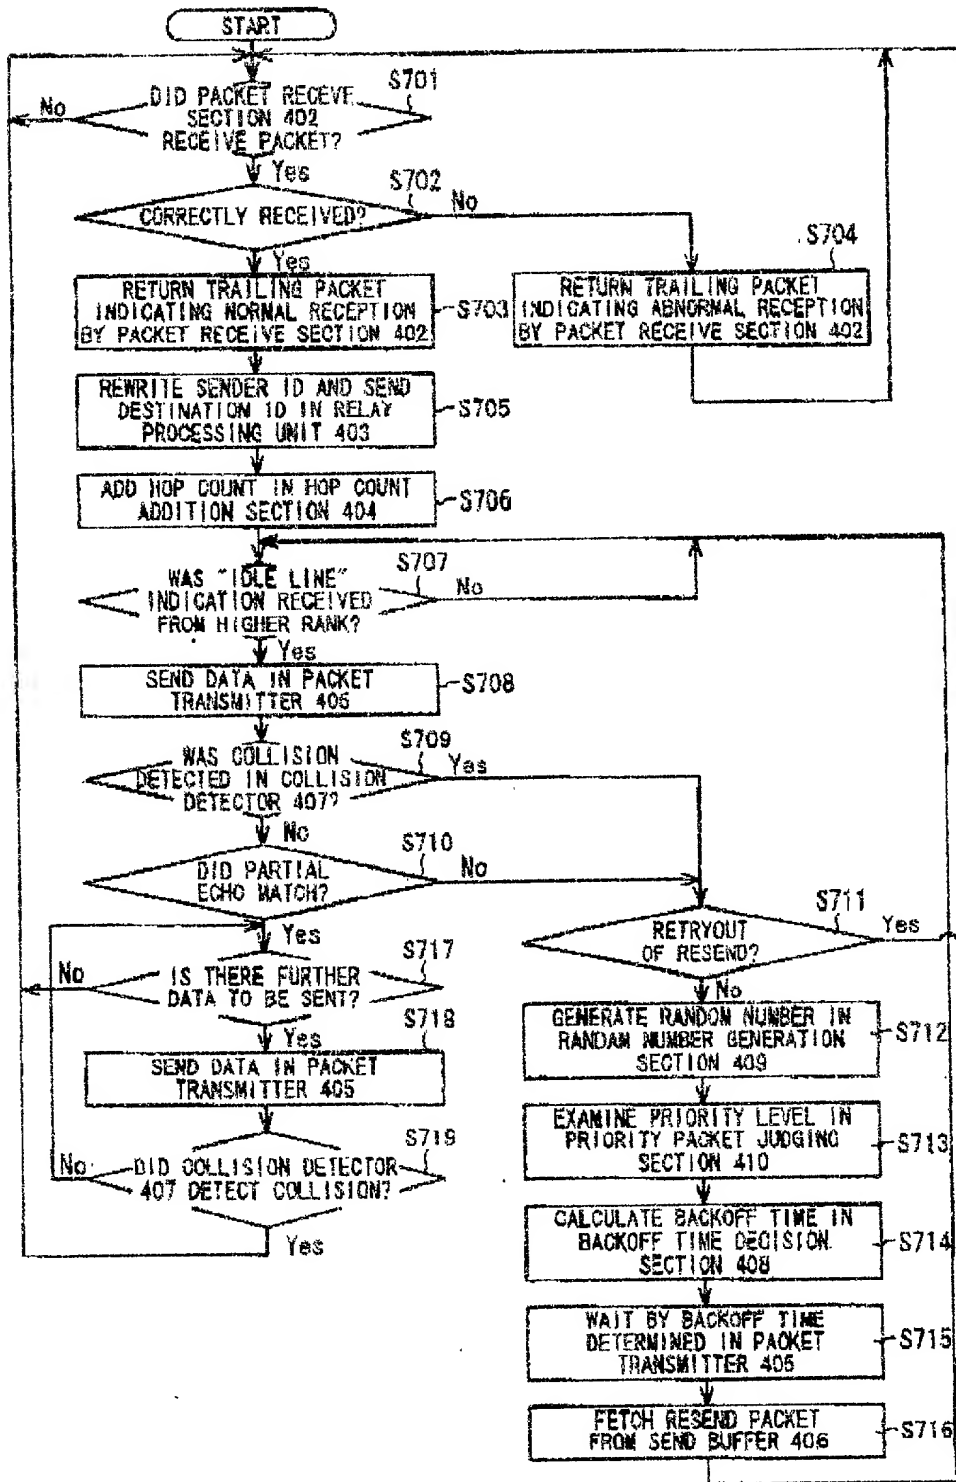 START
DID PACKET RECEVE
SECTION 402
RECEIVE PACKET?
S701
No
Yes
CORRECTLY RECEIVED?
S702
No
Yes
RETURN TRAILING PACKET
INDICATING NORMAL RECEPTION
BY PACKET RECEIVE SECTION 402
S703
S704
RETURN TRAILING PACKET
INDICATING ABNORMAL RECEPTION
BY PACKET RECEIVE SECTION 402
REWRITE SENDER ID AND SEND
DESTINATION ID IN RELAY
PROCESSING UNIT 403
S705
ADD HOP COUNT IN HOP COUNT
ADDITION SECTION 404
S706
WAS "IDLE LINE"
INDICATION RECEIVED
FROM HIGHER RANK?
S707
No
Yes
SEND DATA IN PACKET
TRANSMITTER 405
S708
WAS COLLISION
DETECTED IN COLLISION
DETECTOR 407?
S709
Yes
No
DID PARTIAL
ECHO MATCH?
S710
No
Yes
RETRYOUT
OF RESEND?
S711
Yes
No
IS THERE FURTHER
DATA TO BE SENT?
S717
No
Yes
SEND DATA IN PACKET
TRANSMITTER 405
S718
DID COLLISION DETECTOR
407 DETECT COLLISION?
S719
No
Yes
GENERATE RANDOM NUMBER IN
RANDAM NUMBER GENERATION
SECTION 409
S712
EXAMINE PRIORITY LEVEL IN
PRIORITY PACKET JUDGING
SECTION 410
S713
CALCULATE BACKOFF TIME IN
BACKOFF TIME DECISION
SECTION 408
S714
WAIT BY BACKOFF TIME
DETERMINED IN PACKET
TRANSMITTER 405
S715
FETCH RESEND PACKET
FROM SEND BUFFER 406
S716